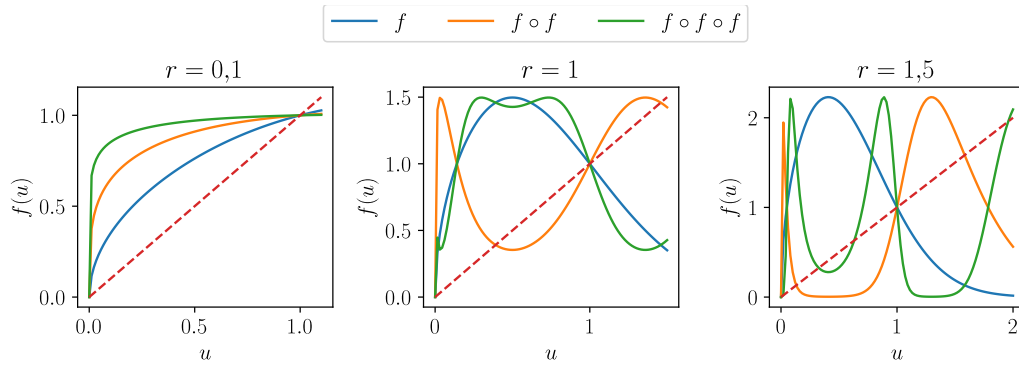 f   f ∘ f   f ∘ f ∘ f
r = 0,1
r = 1
r = 1,5
f(u)
1.0
0.5
0.0
0.0 0.5 1.0
u
f(u)
1.5
1.0
0.5
0.0
0 1
u
f(u)
2
1
0
0 1 2
u